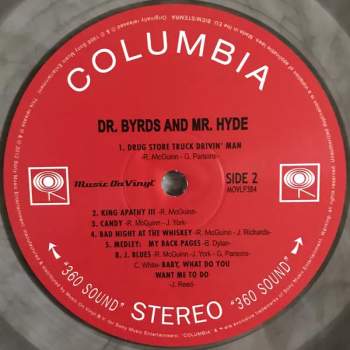 COLUMBIA
DR. BYRDS AND MR. HYDE
1. DRUG STORE TRUCK DRIVIN' MAN
-R. McGuinn - G. Parsons-
Music On Vinyl
SIDE 2
MOVLP304
2. KING APATHY III -R. McGuinn-
3. CANDY -R. McGuinn - J. York-
4. BAD NIGHT AT THE WHISKEY -R. McGuinn - J. Richards-
5. MEDLEY: MY BACK PAGES -B. Dylan-
B.J. BLUES -R. McGuinn - J. York - G. Parsons -
C. White- BABY, WHAT DO YOU
WANT ME TO DO
-J. Reed-
"360 SOUND" STEREO "360 SOUND"